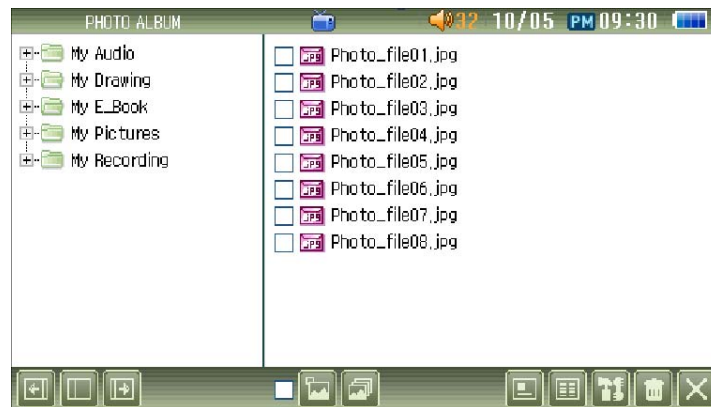 PHOTO ALBUM 32 10/05 PM 09:30
My Audio
My Drawing
My E_Book
My Pictures
My Recording
Photo_file01.jpg
Photo_file02.jpg
Photo_file03.jpg
Photo_file04.jpg
Photo_file05.jpg
Photo_file06.jpg
Photo_file07.jpg
Photo_file08.jpg